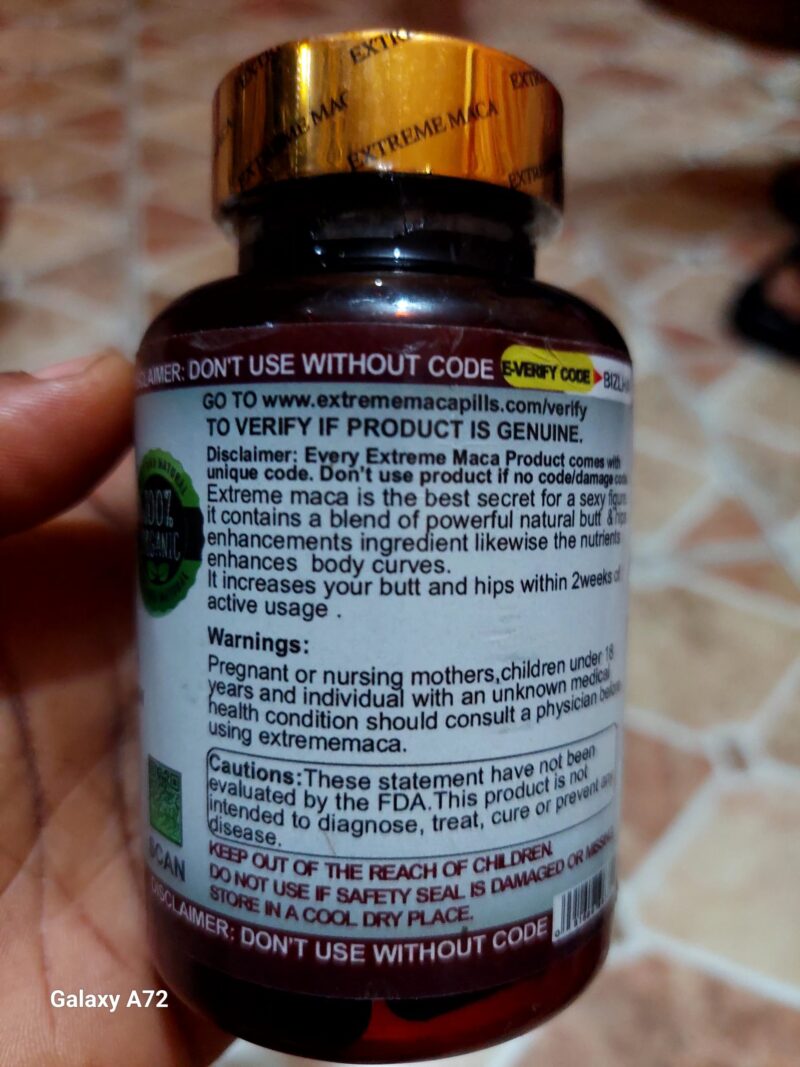 EXTREME MACA
EXTREME MACA
DISCLAIMER: DON'T USE WITHOUT CODE E-VERIFY CODE
GO TO www.extrememacapills.com/verify
TO VERIFY IF PRODUCT IS GENUINE.
Disclaimer: Every Extreme Maca Product comes with
unique code. Don't use product if no code/damage code
Extreme maca is the best secret for a sexy figure
it contains a blend of powerful natural butt & hips
enhancements ingredient likewise the nutrients
enhances body curves.
It increases your butt and hips within 2weeks of
active usage .
100%
ORGANIC
Warnings:
Pregnant or nursing mothers,children under 18
years and individual with an unknown medical
health condition should consult a physician before
using extrememaca.
Cautions:These statement have not been
evaluated by the FDA.This product is not
intended to diagnose, treat, cure or prevent any
disease.
SCAN
KEEP OUT OF THE REACH OF CHILDREN.
DO NOT USE IF SAFETY SEAL IS DAMAGED OR MISSING
STORE IN A COOL DRY PLACE.
DISCLAIMER: DON'T USE WITHOUT CODE
Galaxy A72